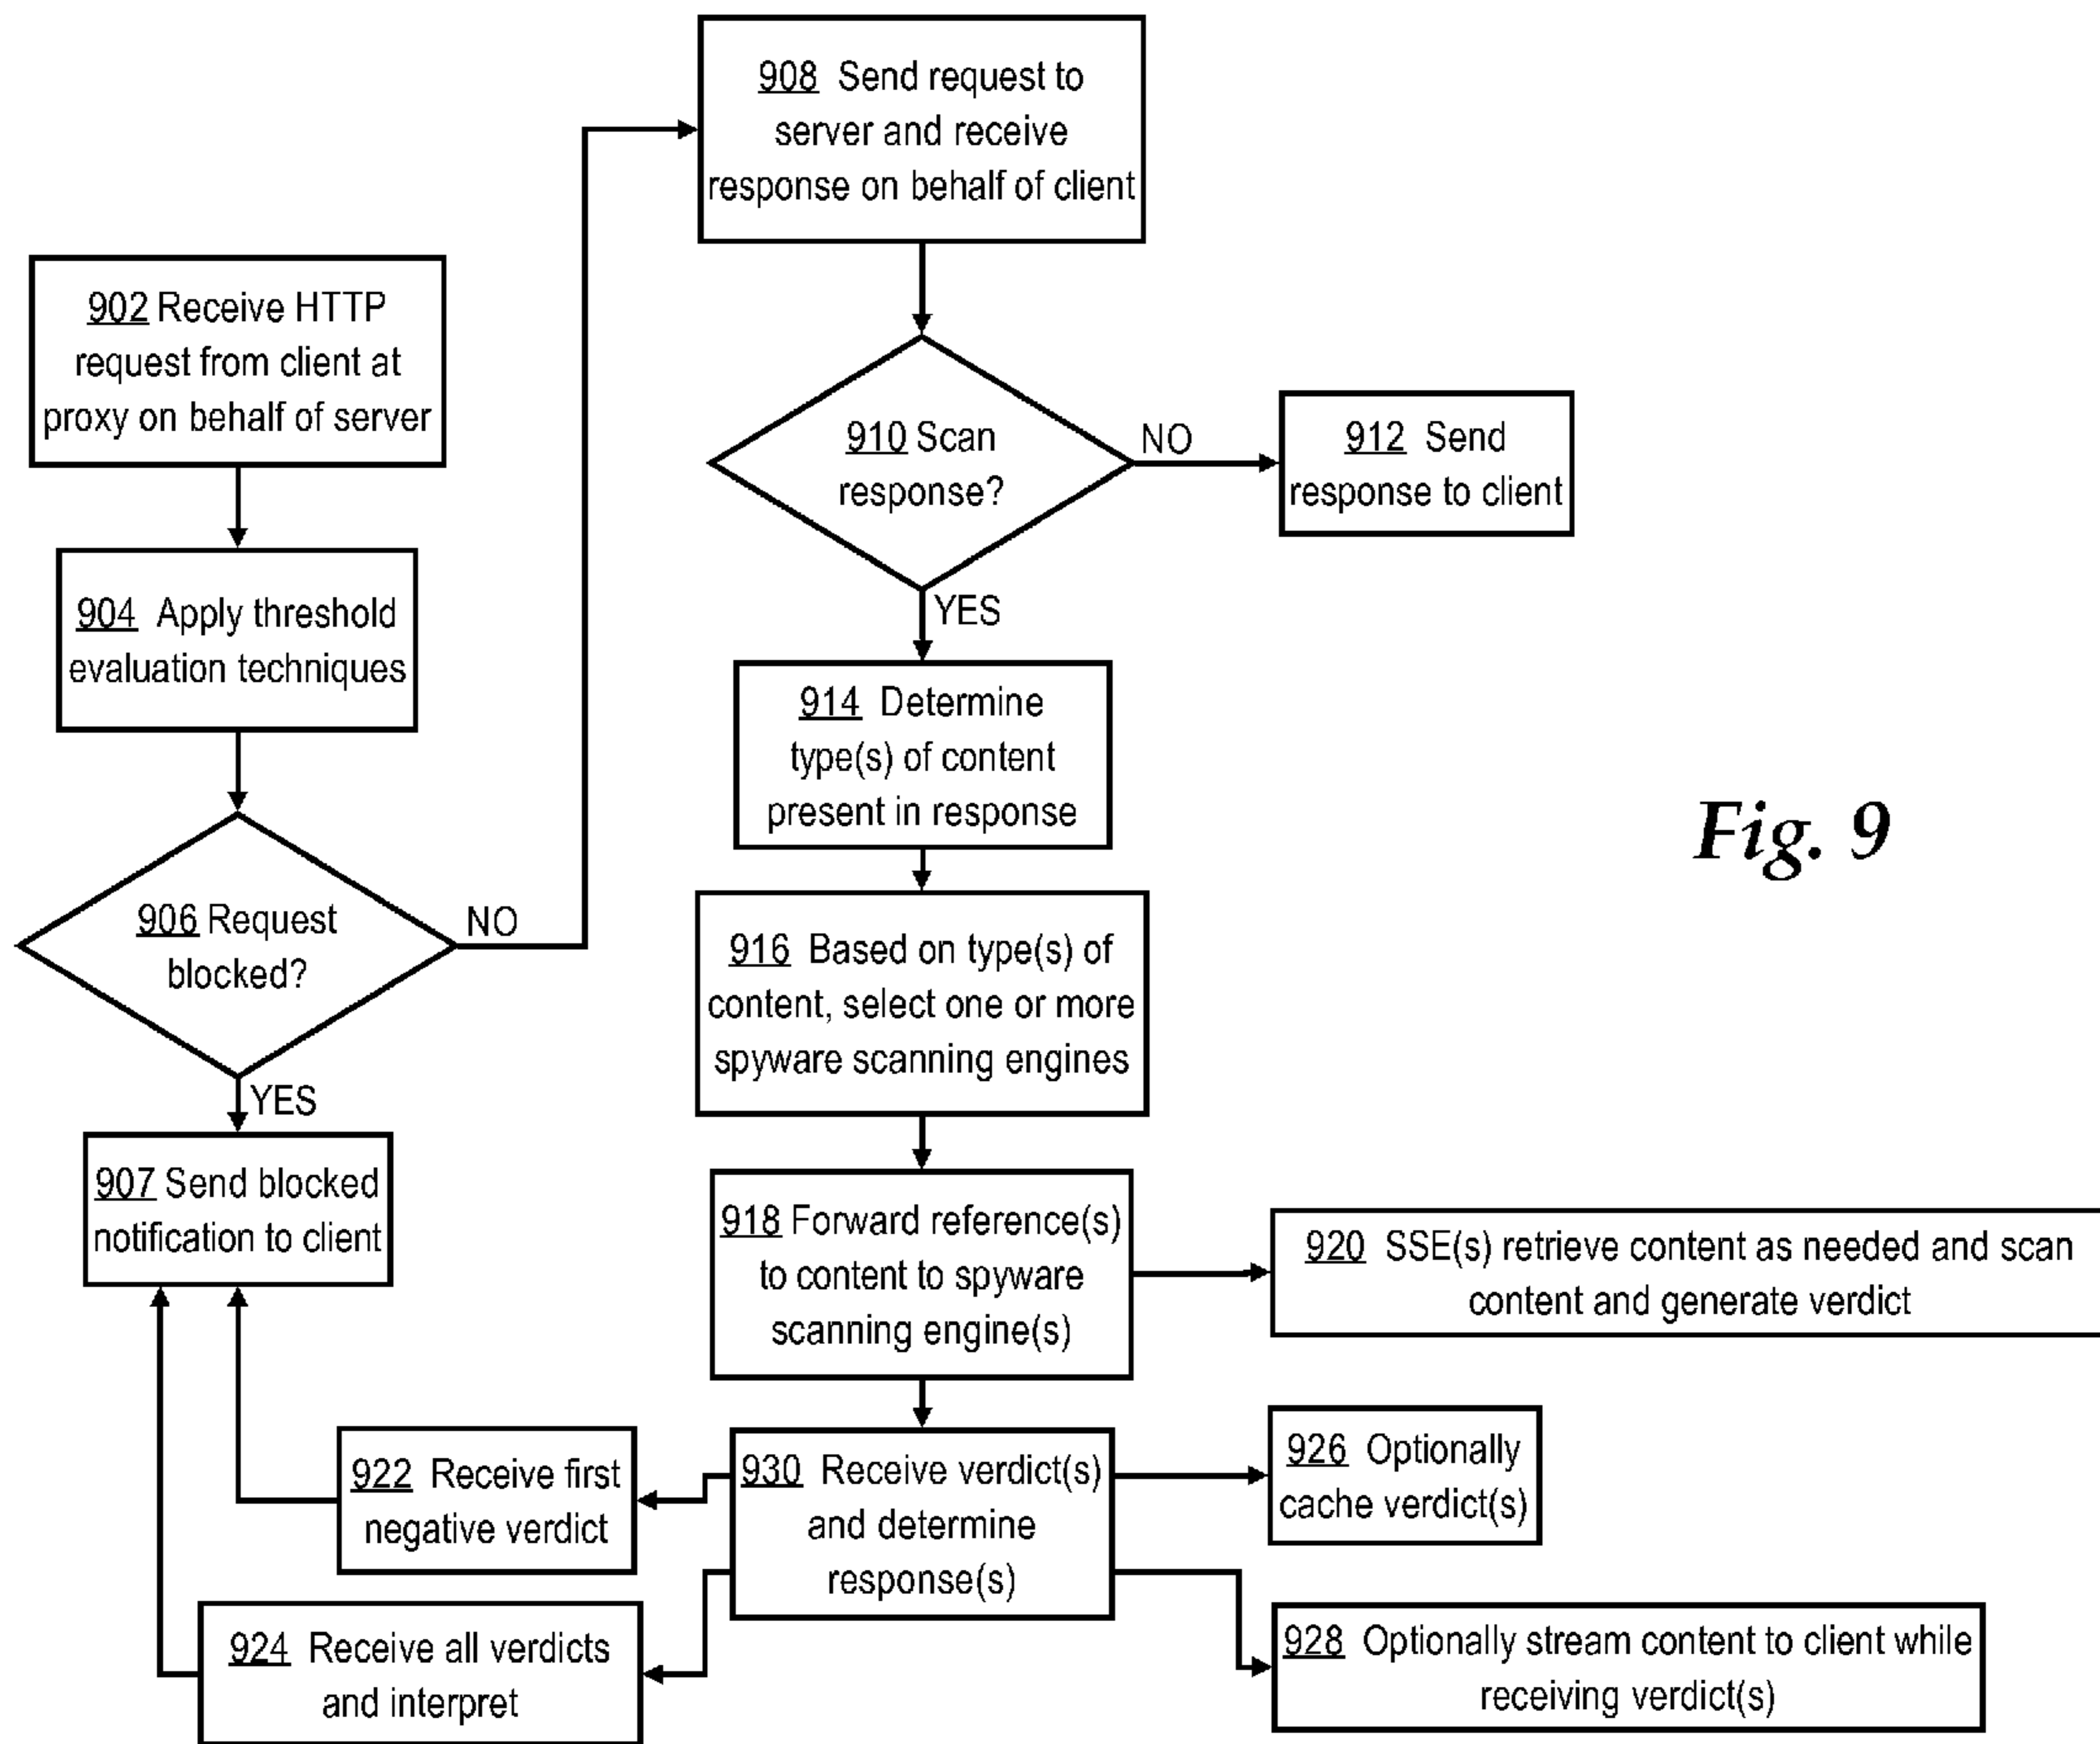 902 Receive HTTP
request from client at
proxy on behalf of server
904 Apply threshold
evaluation techniques
906 Request
blocked?
NO
YES
907 Send blocked
notification to client
908 Send request to
server and receive
response on behalf of client
910 Scan
response?
NO
912 Send
response to client
YES
914 Determine
type(s) of content
present in response
916 Based on type(s) of
content, select one or more
spyware scanning engines
918 Forward reference(s)
to content to spyware
scanning engine(s)
920 SSE(s) retrieve content as needed and scan
content and generate verdict
930 Receive verdict(s)
and determine
response(s)
922 Receive first
negative verdict
924 Receive all verdicts
and interpret
926 Optionally
cache verdict(s)
928 Optionally stream content to client while
receiving verdict(s)
Fig. 9